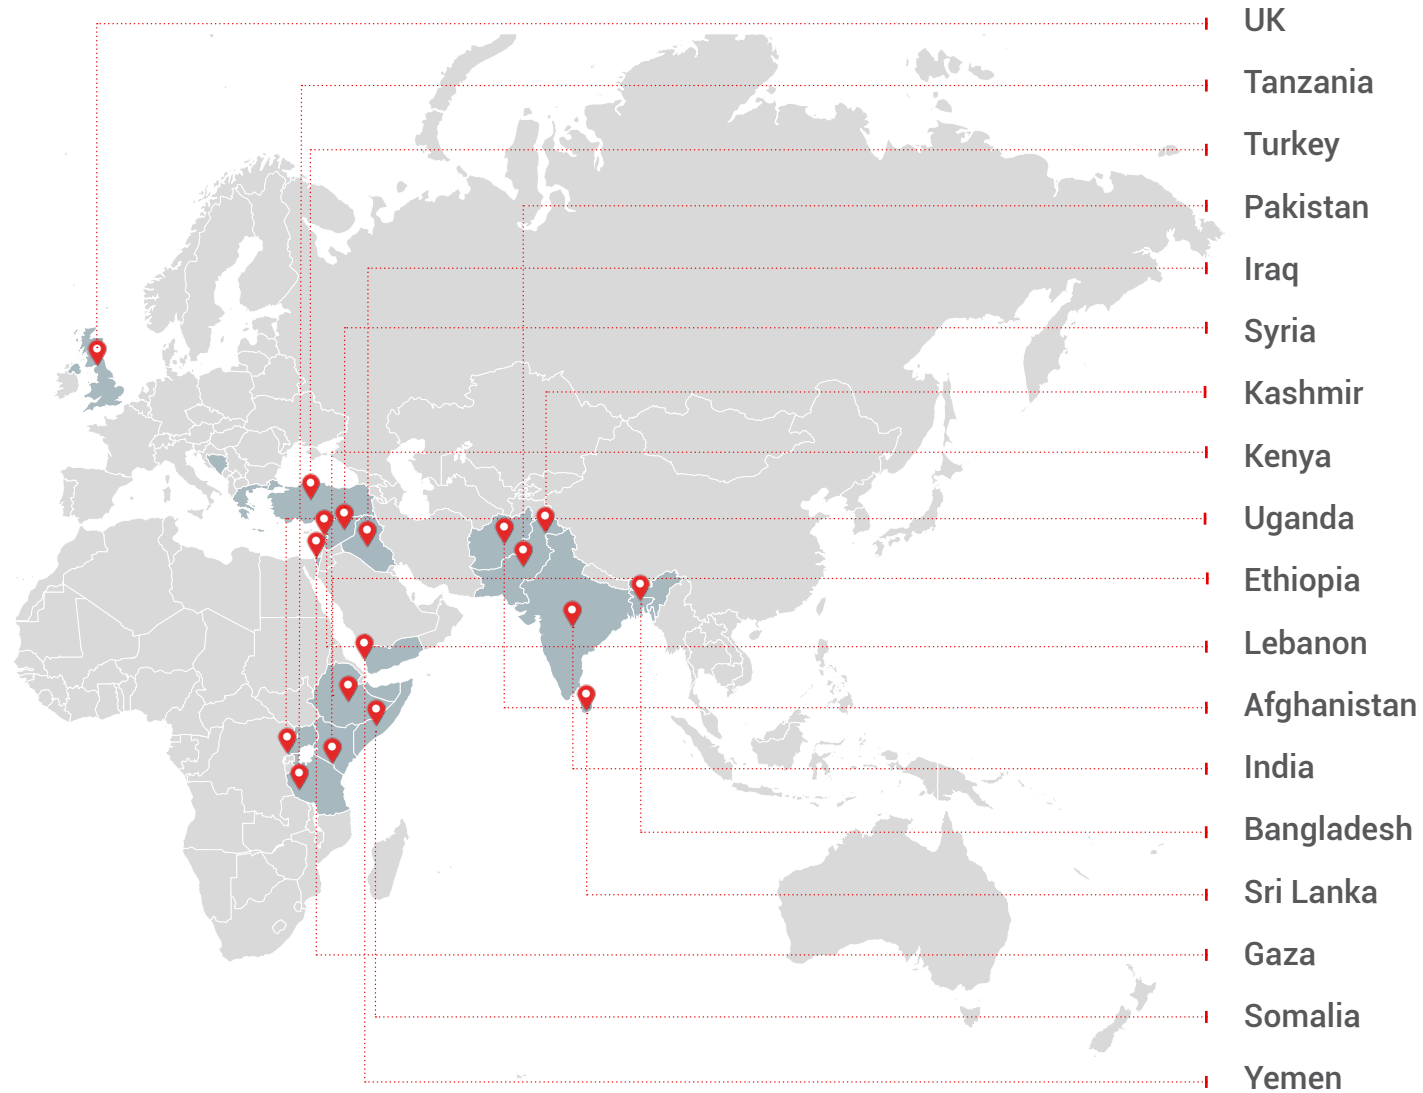 UK
Tanzania
Turkey
Pakistan
Iraq
Syria
Kashmir
Kenya
Uganda
Ethiopia
Lebanon
Afghanistan
India
Bangladesh
Sri Lanka
Gaza
Somalia
Yemen